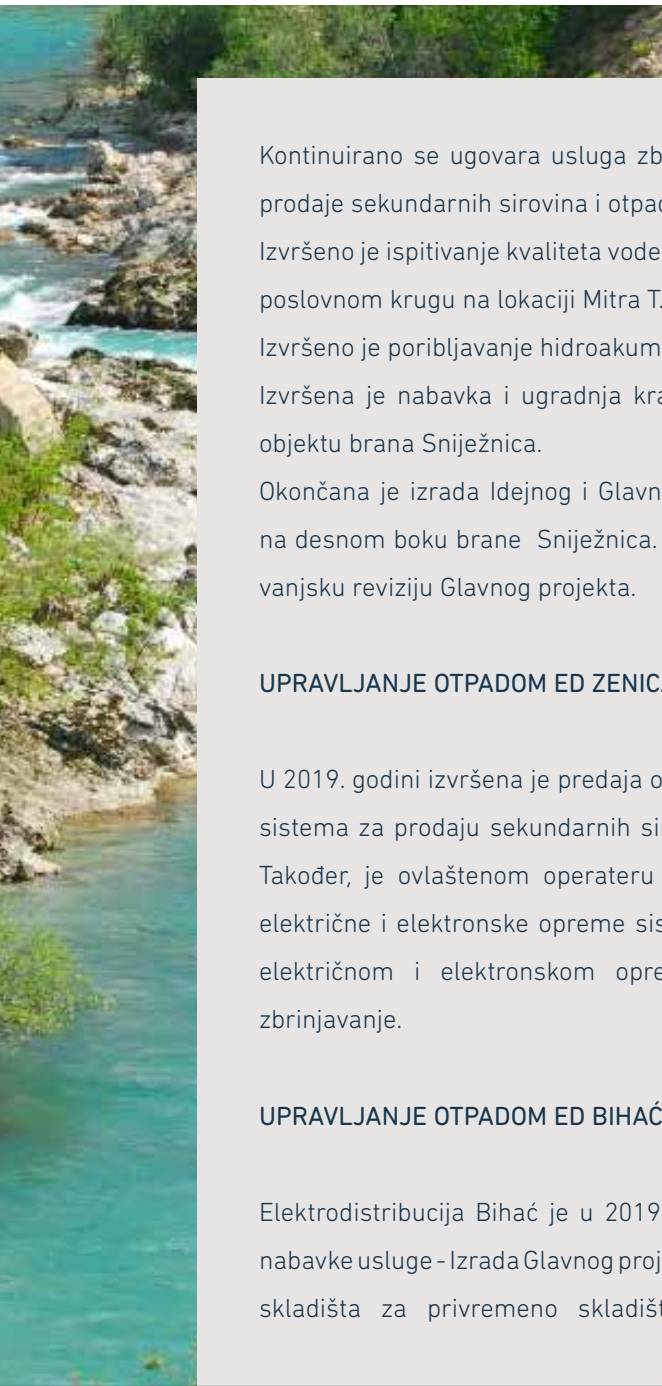 Kontinuirano se ugovara usluga zb
prodaje sekundarnih sirovina i otpad
Izvršeno je ispitivanje kvaliteta vode
poslovnom krugu na lokaciji Mitra T.
Izvršeno je poribljavanje hidroakum
Izvršena je nabavka i ugradnja kra
objektu brana Sniježnica.
Okončana je izrada Idejnog i Glavn
na desnom boku brane Sniježnica.
vanjsku reviziju Glavnog projekta.
UPRAVLJANJE OTPADOM ED ZENICA
U 2019. godini izvršena je predaja o
sistema za prodaju sekundarnih si
Također, je ovlaštenom operateru
električne i elektronske opreme sis
električnom i elektronskom opre
zbrinjavanje.
UPRAVLJANJE OTPADOM ED BIHAĆ
Elektrodistribucija Bihać je u 2019
nabavke usluge - Izrada Glavnog proj
skladišta za privremeno skladišt